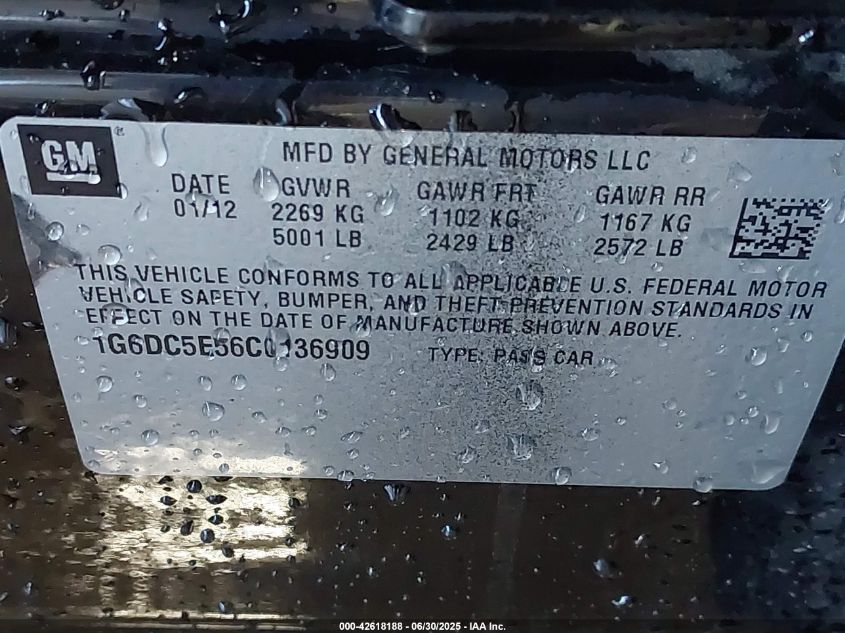 GM ®
MFD BY GENERAL MOTORS LLC
DATE GVWR GAWR FRT GAWR RR
01/12 2269 KG 1102 KG 1167 KG
5001 LB 2429 LB 2572 LB
THIS VEHICLE CONFORMS TO ALL APPLICABLE U.S. FEDERAL MOTOR
VEHICLE SAFETY, BUMPER, AND THEFT PREVENTION STANDARDS IN
EFFECT ON THE DATE OF MANUFACTURE SHOWN ABOVE.
1G6DC5E56C0136909 TYPE: PASS CAR
000-42618188 - 06/30/2025 - IAA Inc.